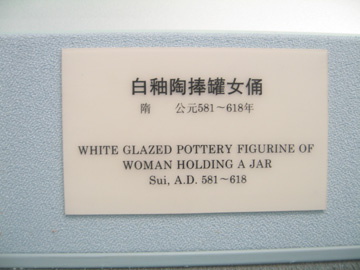 白釉陶捧罐女俑
隋 公元581～618年
WHITE GLAZED POTTERY FIGURINE OF
WOMAN HOLDING A JAR
Sui, A.D. 581～618